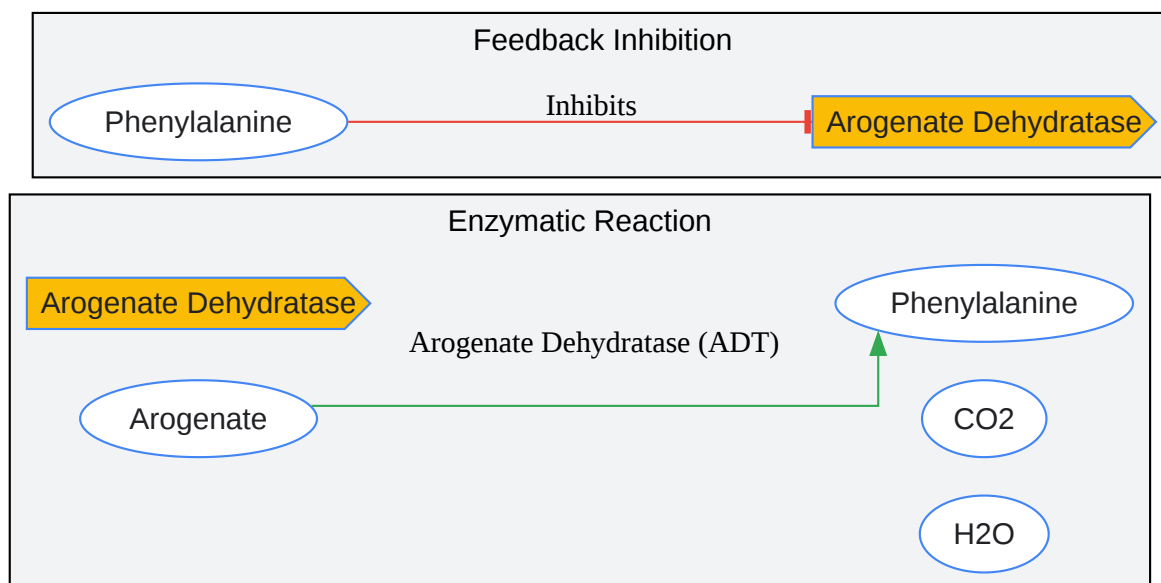 Feedback Inhibition
Phenylalanine
Inhibits
Arogenate Dehydratase
Enzymatic Reaction
Arogenate Dehydratase
Phenylalanine
Arogenate Dehydratase (ADT)
Arogenate
CO2
H2O